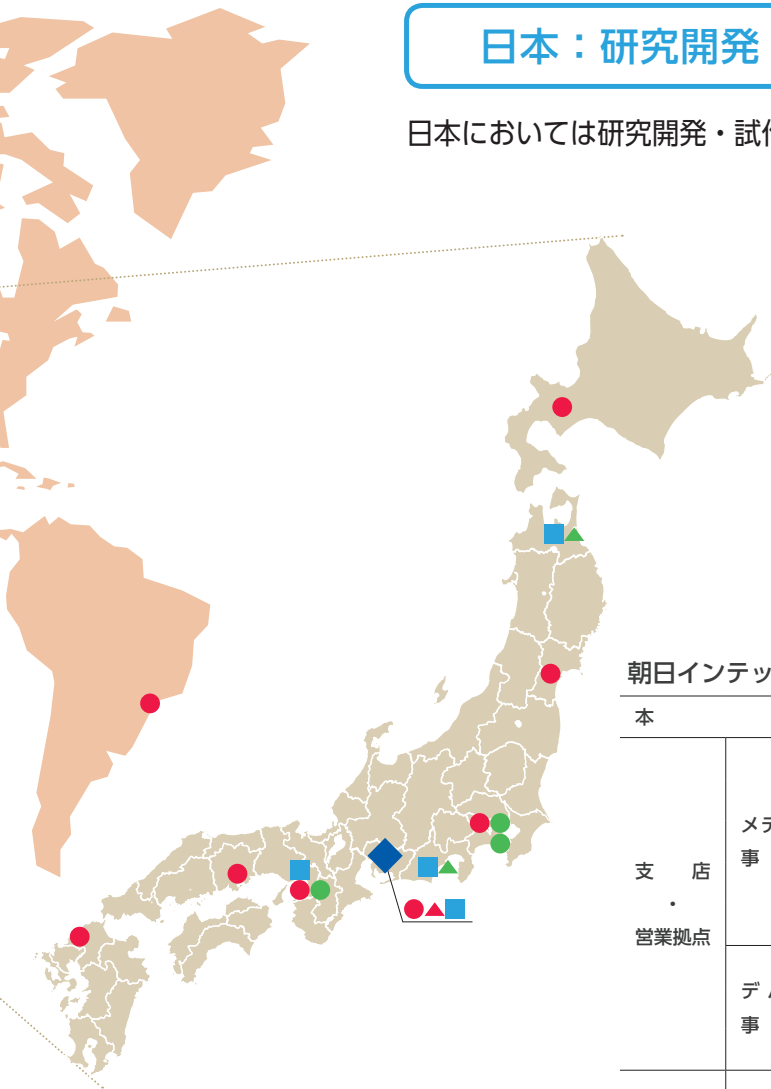 日本：研究開発
日本においては研究開発・試
朝日インテッ
本
支　店
・
営業拠点
メデ
事
デ
事